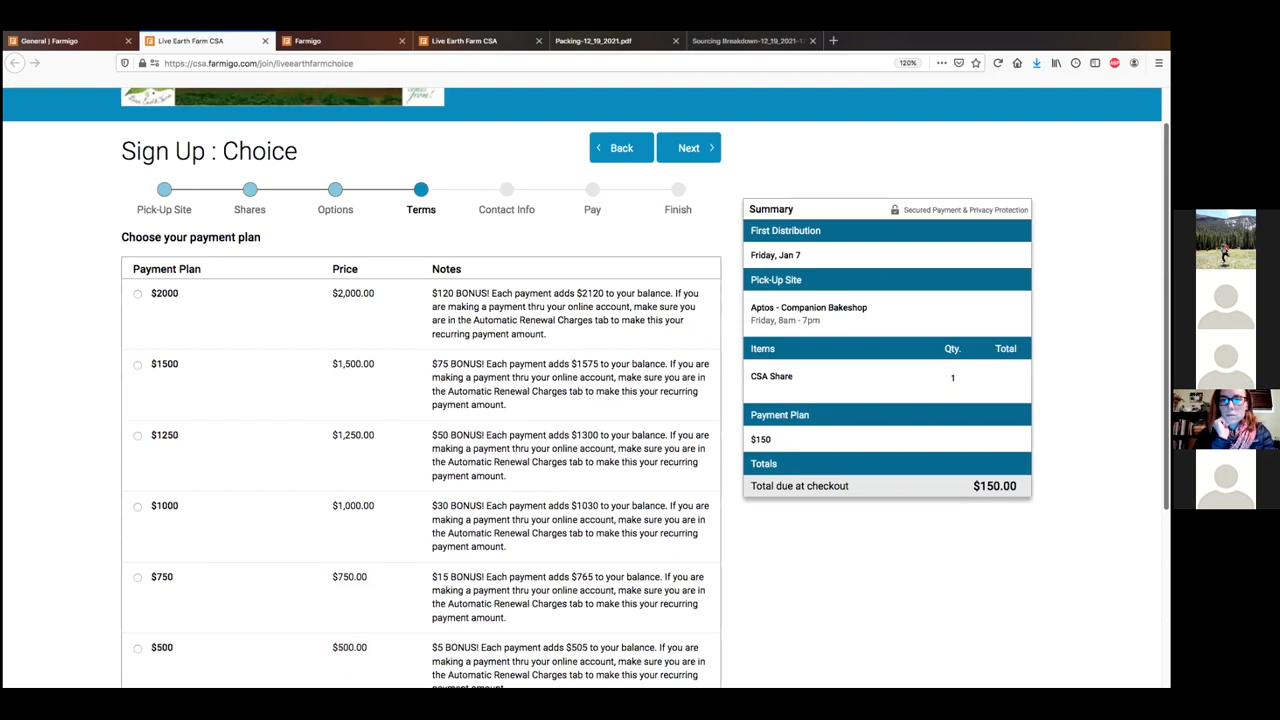 General | Farmigo
Live Earth Farm CSA
Farmigo
Live Earth Farm CSA
Packing-12_19_2021.pdf
Sourcing Breakdown-12_19_2021-
https://csa.farmigo.com/join/liveearthfarmchoice
120%
Sign Up : Choice
Back
Next
Pick-Up Site
Shares
Options
Terms
Contact Info
Pay
Finish
Choose your payment plan
Payment Plan Price Notes
$2000 $2,000.00 $120 BONUS! Each payment adds $2120 to your balance. If you
are making a payment thru your online account, make sure you
are in the Automatic Renewal Charges tab to make this your
recurring payment amount.
$1500 $1,500.00 $75 BONUS! Each payment adds $1575 to your balance. If you are
making a payment thru your online account, make sure you are in
the Automatic Renewal Charges tab to make this your recurring
payment amount.
$1250 $1,250.00 $50 BONUS! Each payment adds $1300 to your balance. If you are
making a payment thru your online account, make sure you are in
the Automatic Renewal Charges tab to make this your recurring
payment amount.
$1000 $1,000.00 $30 BONUS! Each payment adds $1030 to your balance. If you are
making a payment thru your online account, make sure you are in
the Automatic Renewal Charges tab to make this your recurring
payment amount.
$750 $750.00 $15 BONUS! Each payment adds $765 to your balance. If you are
making a payment thru your online account, make sure you are in
the Automatic Renewal Charges tab to make this your recurring
payment amount.
$500 $500.00 $5 BONUS! Each payment adds $505 to your balance. If you are
making a payment thru your online account, make sure you are in
the Automatic Renewal Charges tab to make this your recurring
payment amount.
Summary Secured Payment & Privacy Protection
First Distribution
Friday, Jan 7
Pick-Up Site
Aptos - Companion Bakeshop
Friday, 8am - 7pm
Items Qty. Total
CSA Share 1
Payment Plan
$150
Totals
Total due at checkout $150.00